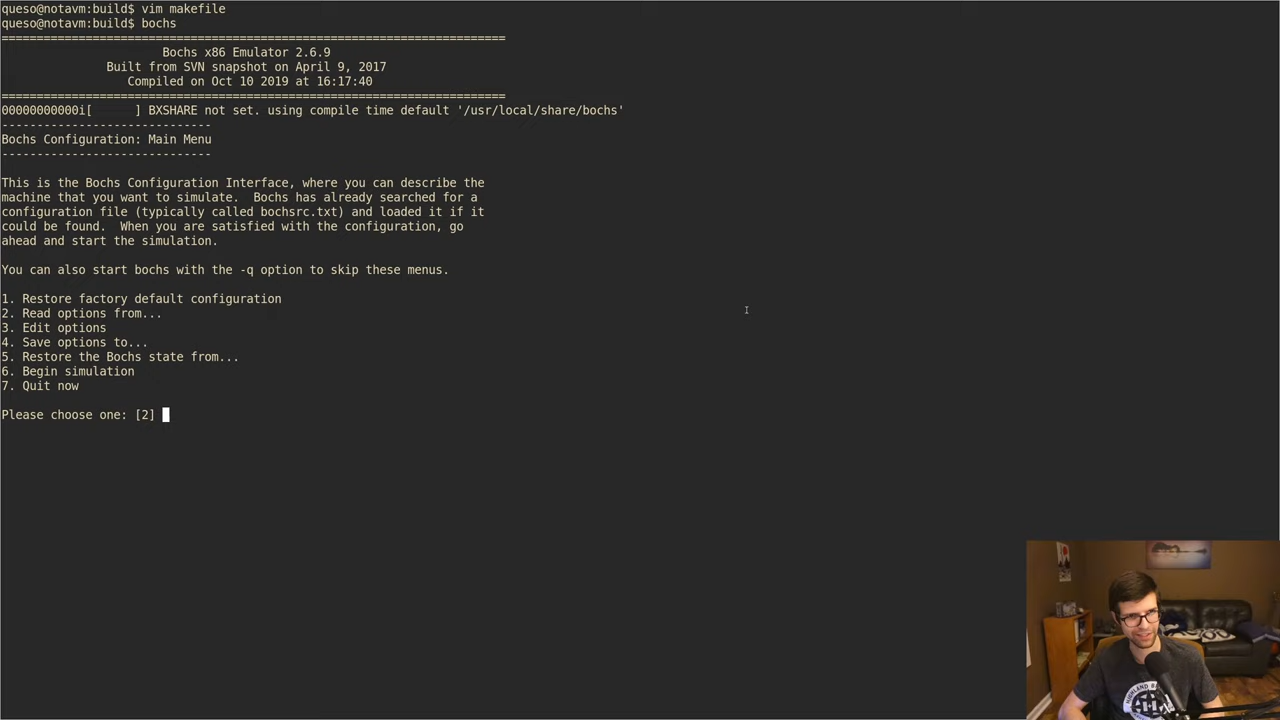 queso@notavm:build$ vim makefile
queso@notavm:build$ bochs
========================================================================
Bochs x86 Emulator 2.6.9
Built from SVN snapshot on April 9, 2017
Compiled on Oct 10 2019 at 16:17:40
========================================================================
00000000000i[      ] BXSHARE not set. using compile time default '/usr/local/share/bochs'
------------------------------
Bochs Configuration: Main Menu
------------------------------
This is the Bochs Configuration Interface, where you can describe the
machine that you want to simulate.  Bochs has already searched for a
configuration file (typically called bochsrc.txt) and loaded it if it
could be found.  When you are satisfied with the configuration, go
ahead and start the simulation.
You can also start bochs with the -q option to skip these menus.
1. Restore factory default configuration
2. Read options from...
3. Edit options
4. Save options to...
5. Restore the Bochs state from...
6. Begin simulation
7. Quit now
Please choose one: [2]